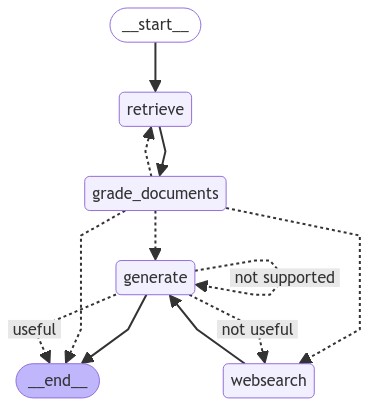 __start__
retrieve
grade_documents
generate
not supported
useful
not useful
__end__
websearch